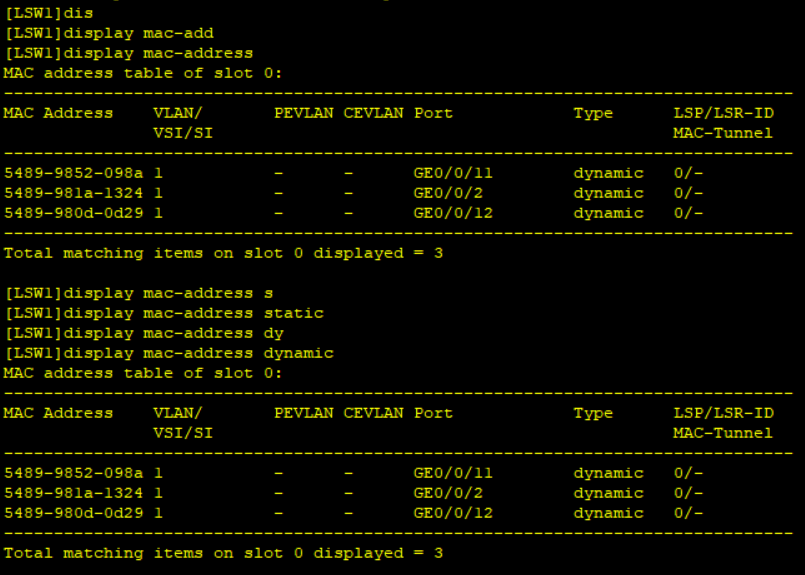 [LSW1]dis
[LSW1]display mac-add
[LSW1]display mac-address
MAC address table of slot 0:
-------------------------------------------------------------------------------
MAC Address    VLAN/       PEVLAN CEVLAN Port            Type      LSP/LSR-ID
               VSI/SI                                              MAC-Tunnel
-------------------------------------------------------------------------------
5489-9852-098a 1           -      -      GE0/0/11        dynamic   0/-
5489-981a-1324 1           -      -      GE0/0/2         dynamic   0/-
5489-980d-0d29 1           -      -      GE0/0/12        dynamic   0/-
-------------------------------------------------------------------------------
Total matching items on slot 0 displayed = 3
[LSW1]display mac-address s
[LSW1]display mac-address static
[LSW1]display mac-address dy
[LSW1]display mac-address dynamic
MAC address table of slot 0:
-------------------------------------------------------------------------------
MAC Address    VLAN/       PEVLAN CEVLAN Port            Type      LSP/LSR-ID
               VSI/SI                                              MAC-Tunnel
-------------------------------------------------------------------------------
5489-9852-098a 1           -      -      GE0/0/11        dynamic   0/-
5489-981a-1324 1           -      -      GE0/0/2         dynamic   0/-
5489-980d-0d29 1           -      -      GE0/0/12        dynamic   0/-
-------------------------------------------------------------------------------
Total matching items on slot 0 displayed = 3